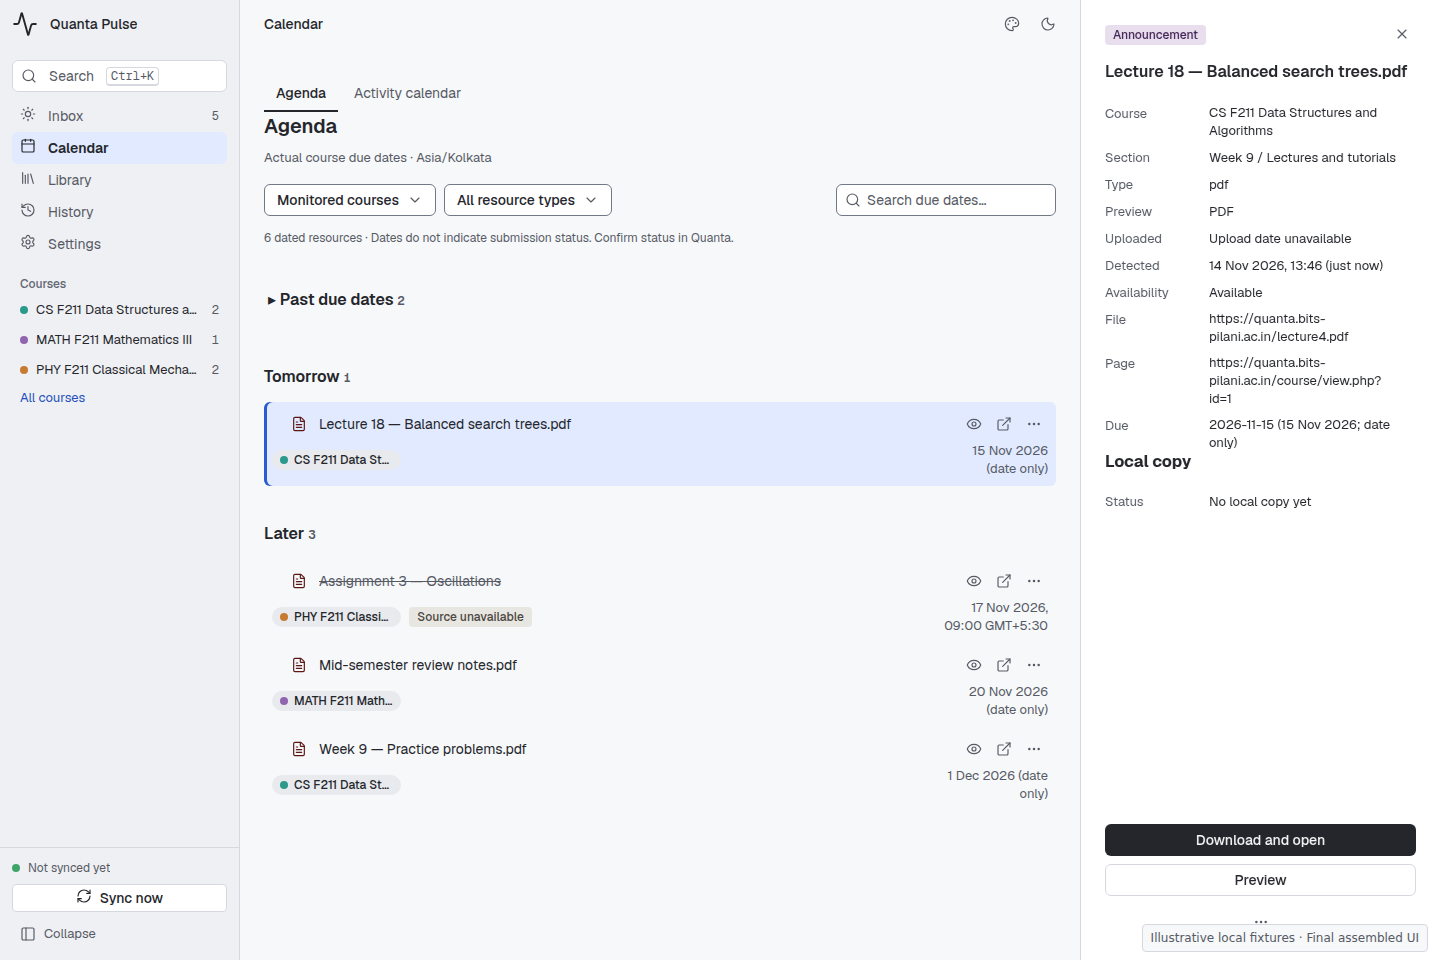 Quanta Pulse
Search Ctrl+K
Inbox 5
Calendar
Library
History
Settings
Courses
CS F211 Data Structures a... 2
MATH F211 Mathematics III 1
PHY F211 Classical Mecha... 2
All courses
Not synced yet
Sync now
Collapse
Calendar
Agenda Activity calendar
Agenda
Actual course due dates · Asia/Kolkata
Monitored courses All resource types Search due dates...
6 dated resources · Dates do not indicate submission status. Confirm status in Quanta.
Past due dates 2
Tomorrow 1
Lecture 18 — Balanced search trees.pdf
CS F211 Data St... 15 Nov 2026
(date only)
Later 3
Assignment 3 — Oscillations
PHY F211 Classi... Source unavailable 17 Nov 2026,
09:00 GMT+5:30
Mid-semester review notes.pdf
MATH F211 Math... 20 Nov 2026
(date only)
Week 9 — Practice problems.pdf
CS F211 Data St... 1 Dec 2026 (date
only)
Announcement
Lecture 18 — Balanced search trees.pdf
Course CS F211 Data Structures and
Algorithms
Section Week 9 / Lectures and tutorials
Type pdf
Preview PDF
Uploaded Upload date unavailable
Detected 14 Nov 2026, 13:46 (just now)
Availability Available
File https://quanta.bits-
pilani.ac.in/lecture4.pdf
Page https://quanta.bits-
pilani.ac.in/course/view.php?
id=1
Due 2026-11-15 (15 Nov 2026; date
only)
Local copy
Status No local copy yet
Download and open
Preview
Illustrative local fixtures · Final assembled UI